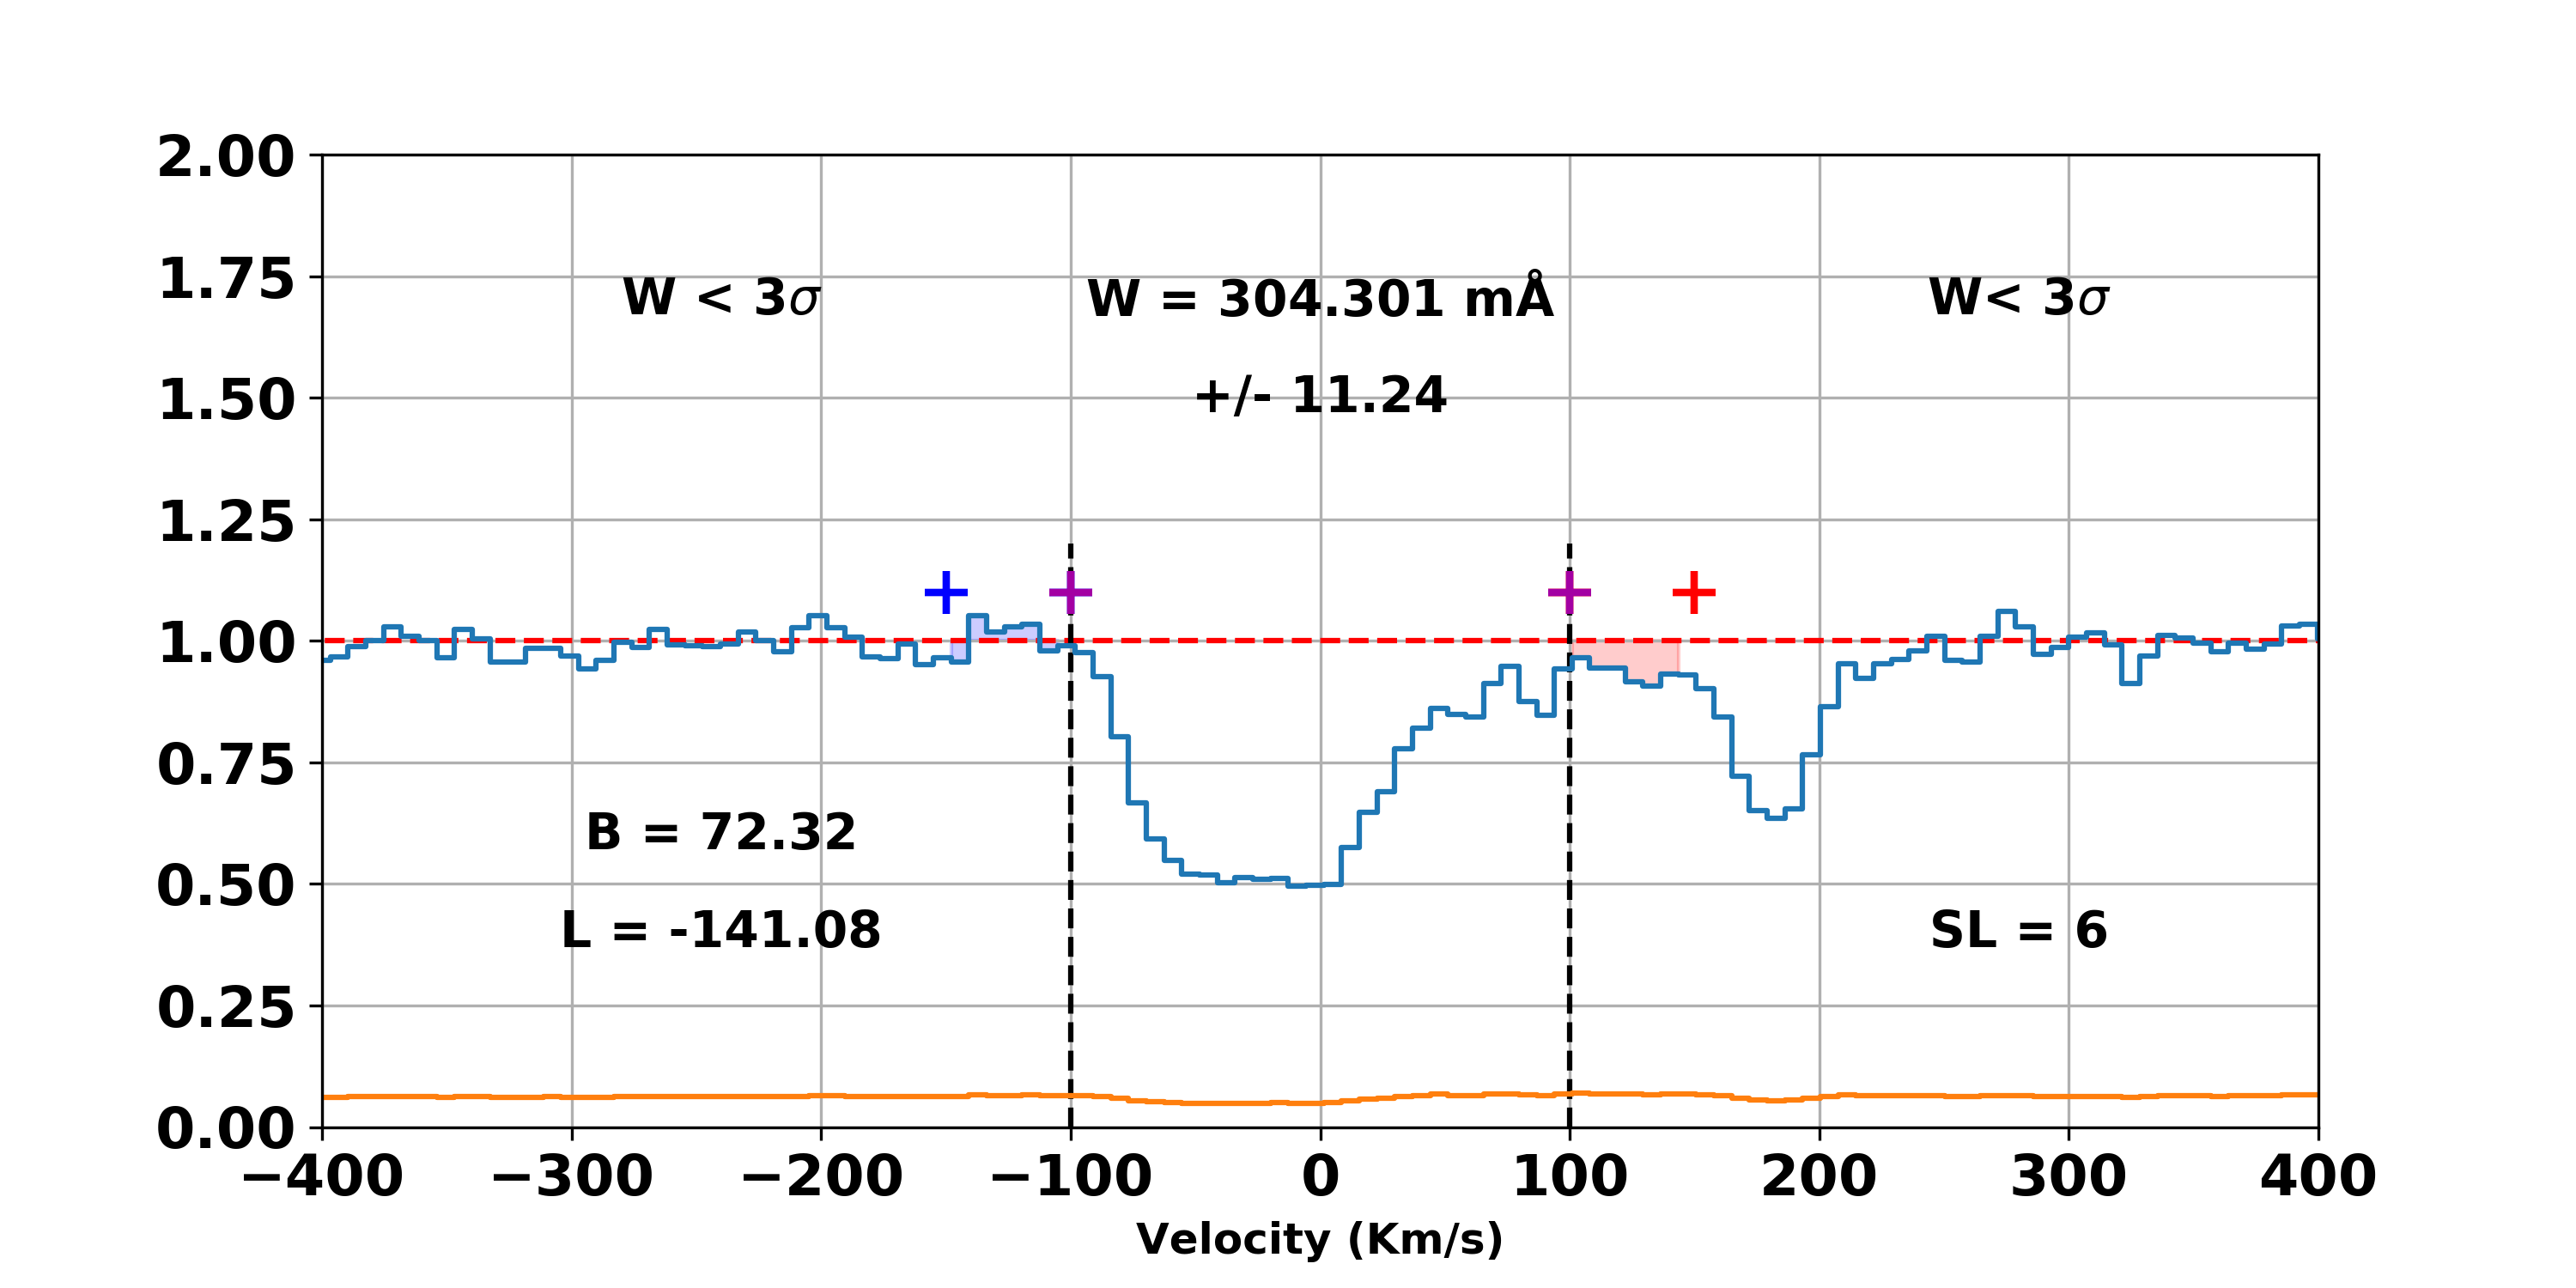 2.00
1.75
1.50
1.25
1.00
0.75
0.50
0.25
0.00
W < 3σ
W = 304.301 mÅ
+/- 11.24
W< 3σ
B = 72.32
L = -141.08
SL = 6
−400 −300 −200 −100 0 100 200 300 400
Velocity (Km/s)